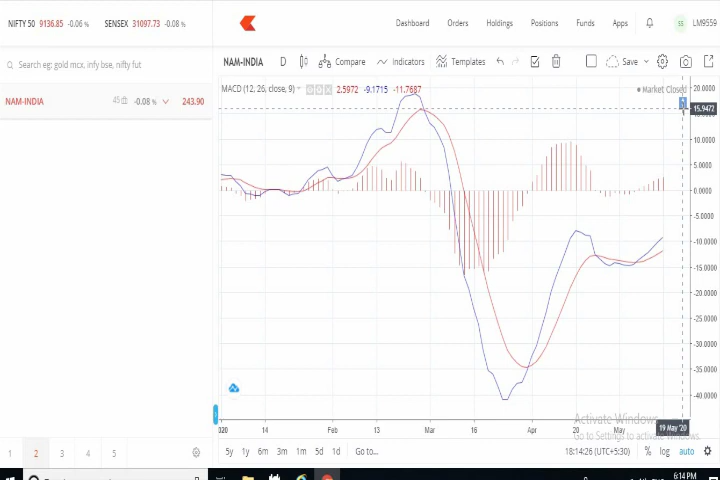 NIFTY 50 9136.85 -0.06 % SENSEX 31097.73 -0.08 %
Dashboard Orders Holdings Positions Funds Apps LM9559
Search eg: gold mcx, infy bse, nifty fut
NAM-INDIA D Compare Indicators Templates Save
NAM-INDIA 45 -0.08 % 243.90
MACD (12, 26, close, 9) 2.5972 -9.1715 -11.7687
Market Closed
20.0000
15.9472
10.0000
5.0000
0.0000
-5.0000
-10.0000
-15.0000
-20.0000
-25.0000
-30.0000
-35.0000
-40.0000
Activate Windows
Go to Settings to activate Windows.
14 Feb 13 Mar 16 Apr 20 May 19 May '20
1 2 3 4 5
5y 1y 6m 3m 1m 5d 1d Go to... 18:14:26 (UTC+5:30) % log auto
6:14 PM